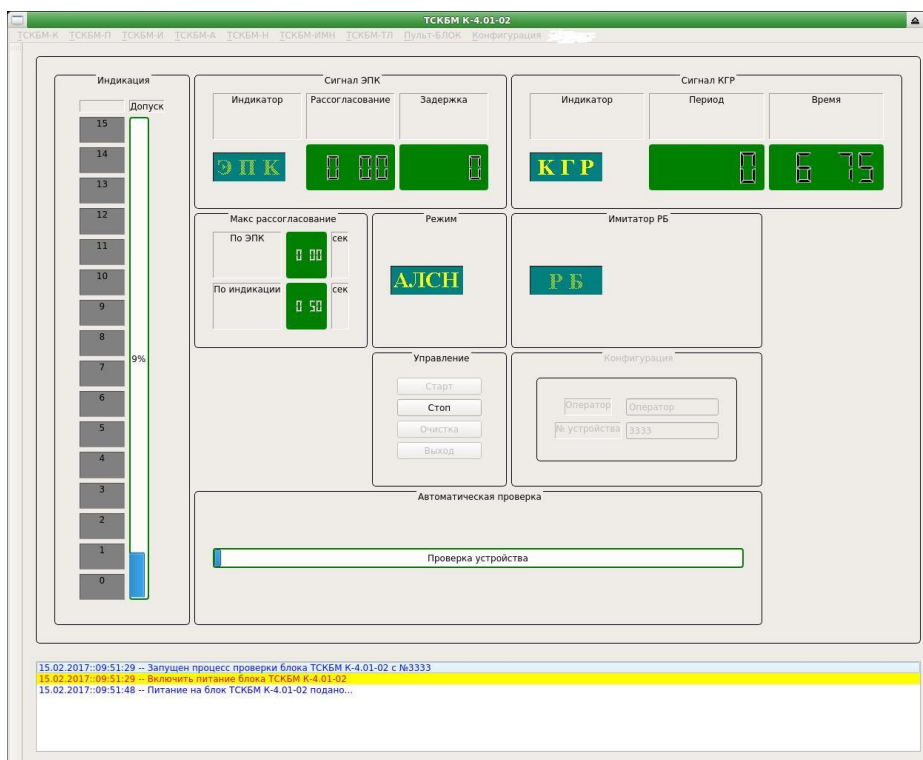 ТСКБМ К-4.01-02
ТСКБМ-К ТСКБМ-П ТСКБМ-И ТСКБМ-А ТСКБМ-Н ТСКБМ-ИМН ТСКБМ-ТЛ Пульт-БЛОК Конфигурация
Индикация
Допуск
15
14
13
12
11
10
9
8
9%
7
6
5
4
3
2
1
0
Сигнал ЭПК
Индикатор Рассогласование Задержка
ЭПК 0 00 0
Сигнал КГР
Индикатор Период Время
КГР 0 6 75
Макс рассогласование
По ЭПК 0 00 сек
По индикации 0 50 сек
Режим
АЛСН
Имитатор РБ
РБ
Управление
Старт
Стоп
Очистка
Выход
Конфигурация
Оператор Оператор
№ устройства 3333
Автоматическая проверка
Проверка устройства
15.02.2017::09:51:29 -- Запущен процесс проверки блока ТСКБМ К-4.01-02 с №3333
15.02.2017::09:51:29 -- Включить питание блока ТСКБМ К-4.01-02
15.02.2017::09:51:48 -- Питание на блок ТСКБМ К-4.01-02 подано...